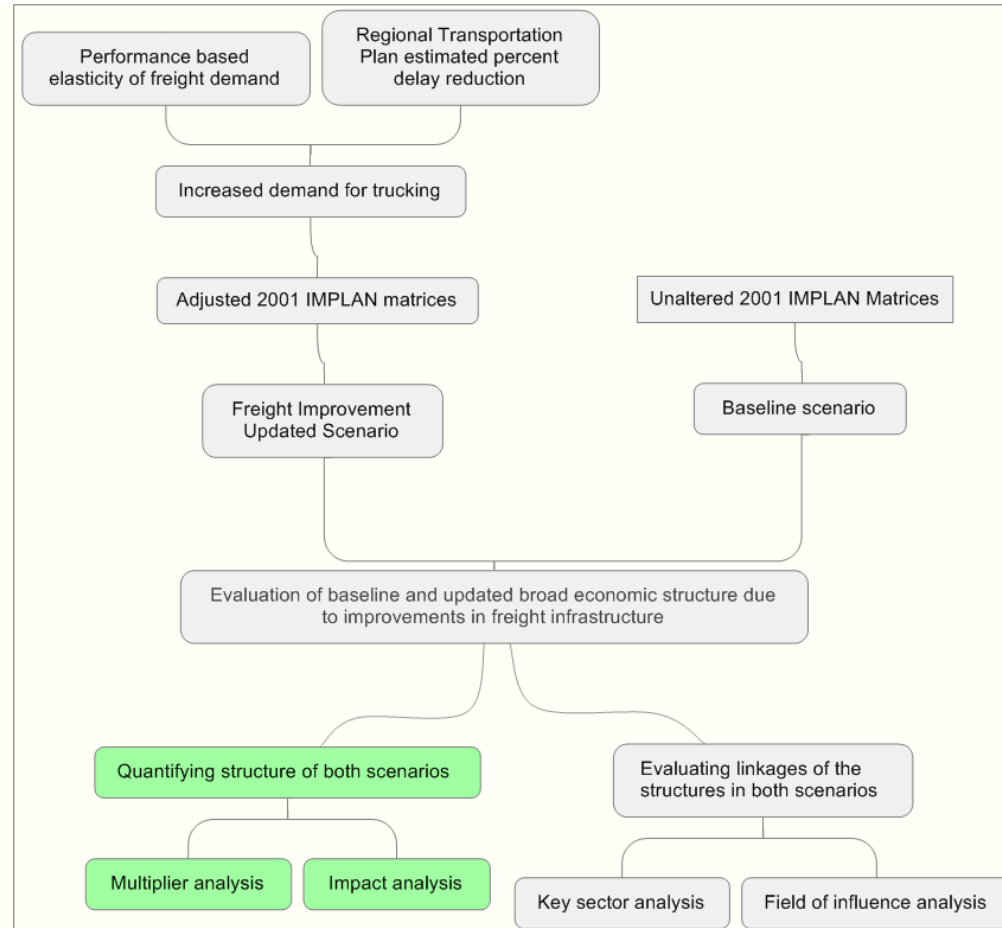 Performance based
elasticity of freight demand
Regional Transportation
Plan estimated percent
delay reduction
Increased demand for trucking
Adjusted 2001 IMPLAN matrices
Unaltered 2001 IMPLAN Matrices
Freight Improvement
Updated Scenario
Baseline scenario
Evaluation of baseline and updated broad economic structure due
to improvements in freight infrastructure
Quantifying structure of both scenarios
Evaluating linkages of the
structures in both scenarios
Multiplier analysis
Impact analysis
Key sector analysis
Field of influence analysis